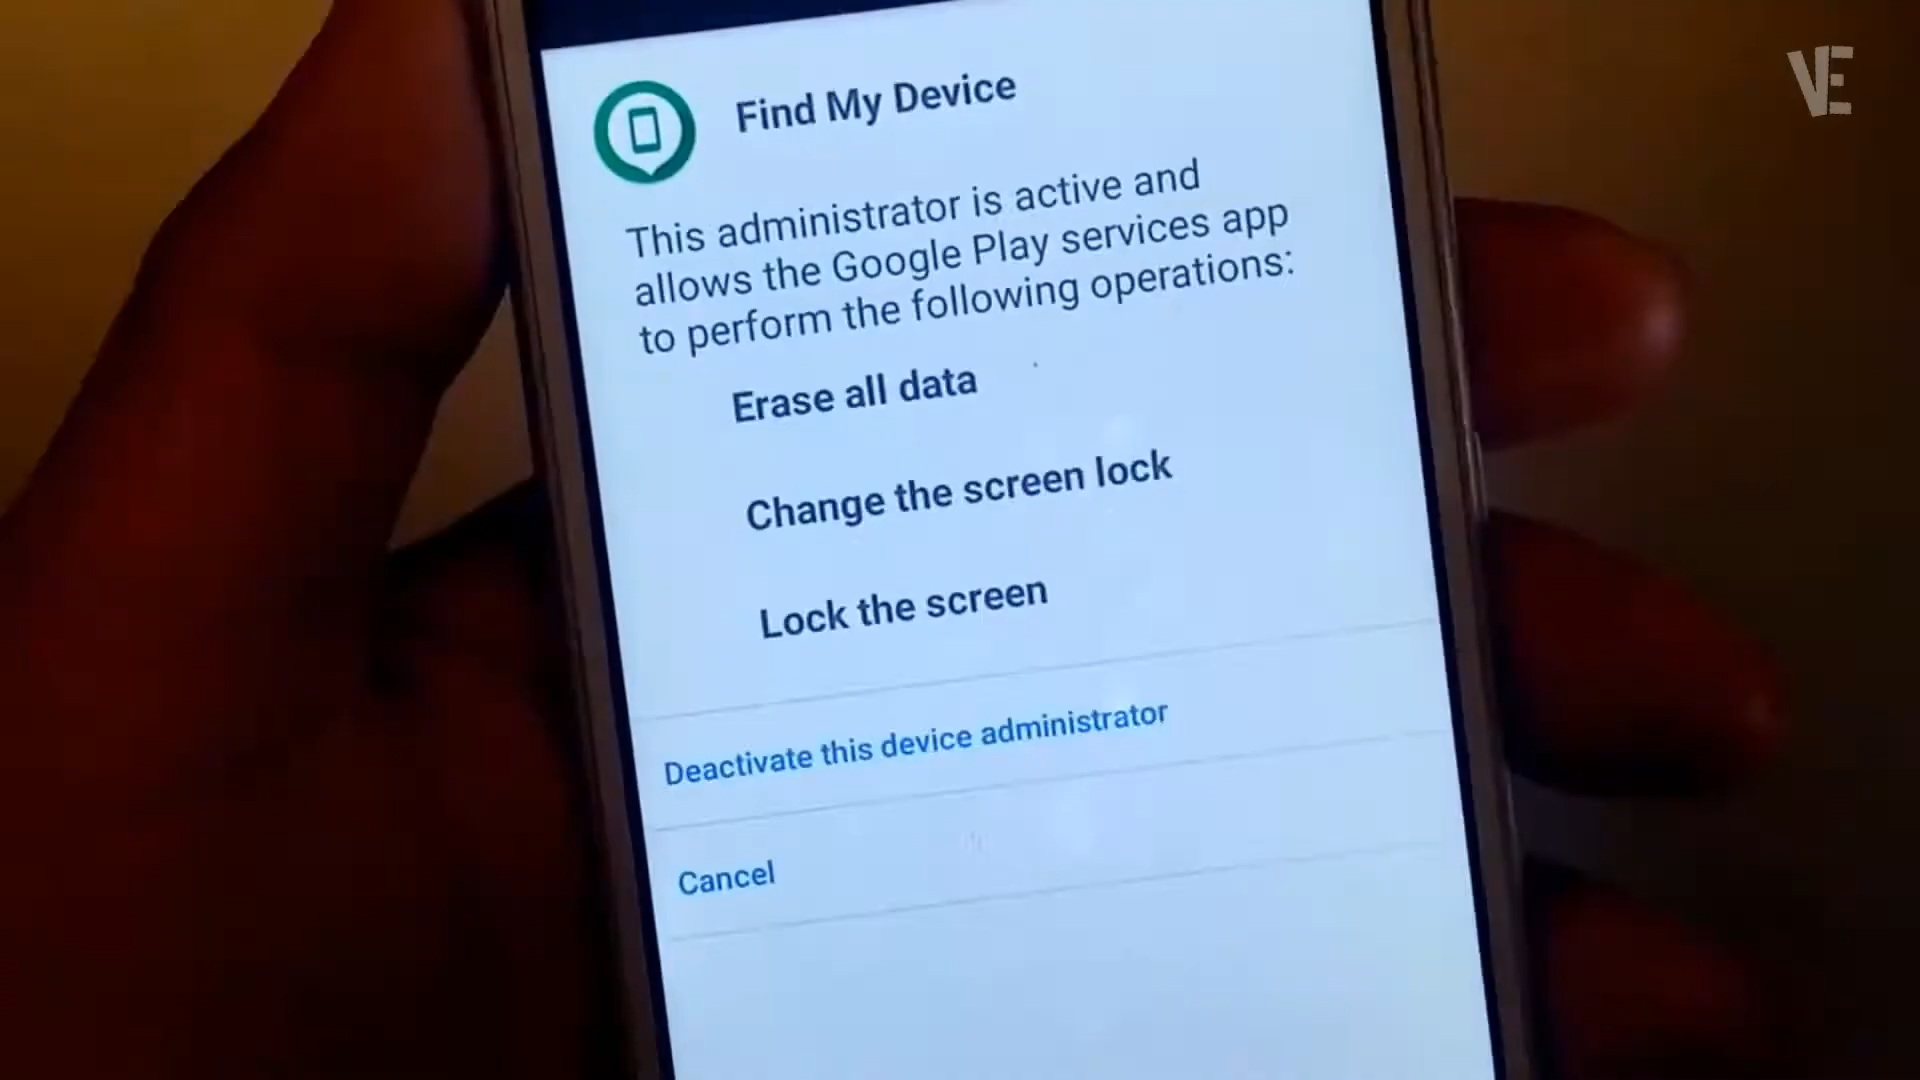 VE
Find My Device
This administrator is active and
allows the Google Play services app
to perform the following operations:
Erase all data
Change the screen lock
Lock the screen
Deactivate this device administrator
Cancel